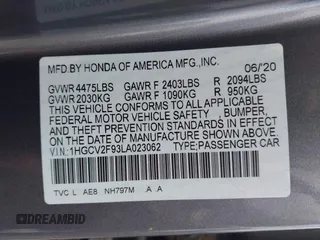 MFD BY HONDA OF AMERICA MFG.,INC. 06/20
GVWR 4475LBS GAWR F 2403LBS R 2094LBS
GVWR 2030KG GAWR F 1090KG R 950KG
THIS VEHICLE CONFORMS TO ALL APPLICABLE
FEDERAL MOTOR VEHICLE SAFETY BUMPER,
AND THEFT PREVENTION STANDARDS IN EFFECT
ON THE DATE OF MANUFACTURE SHOWN ABOVE.
V.I.N:1HGCV2F93LA023062 TYPE:PASSENGER CAR
TVC L AE8 NH797M A A
DREAMBID